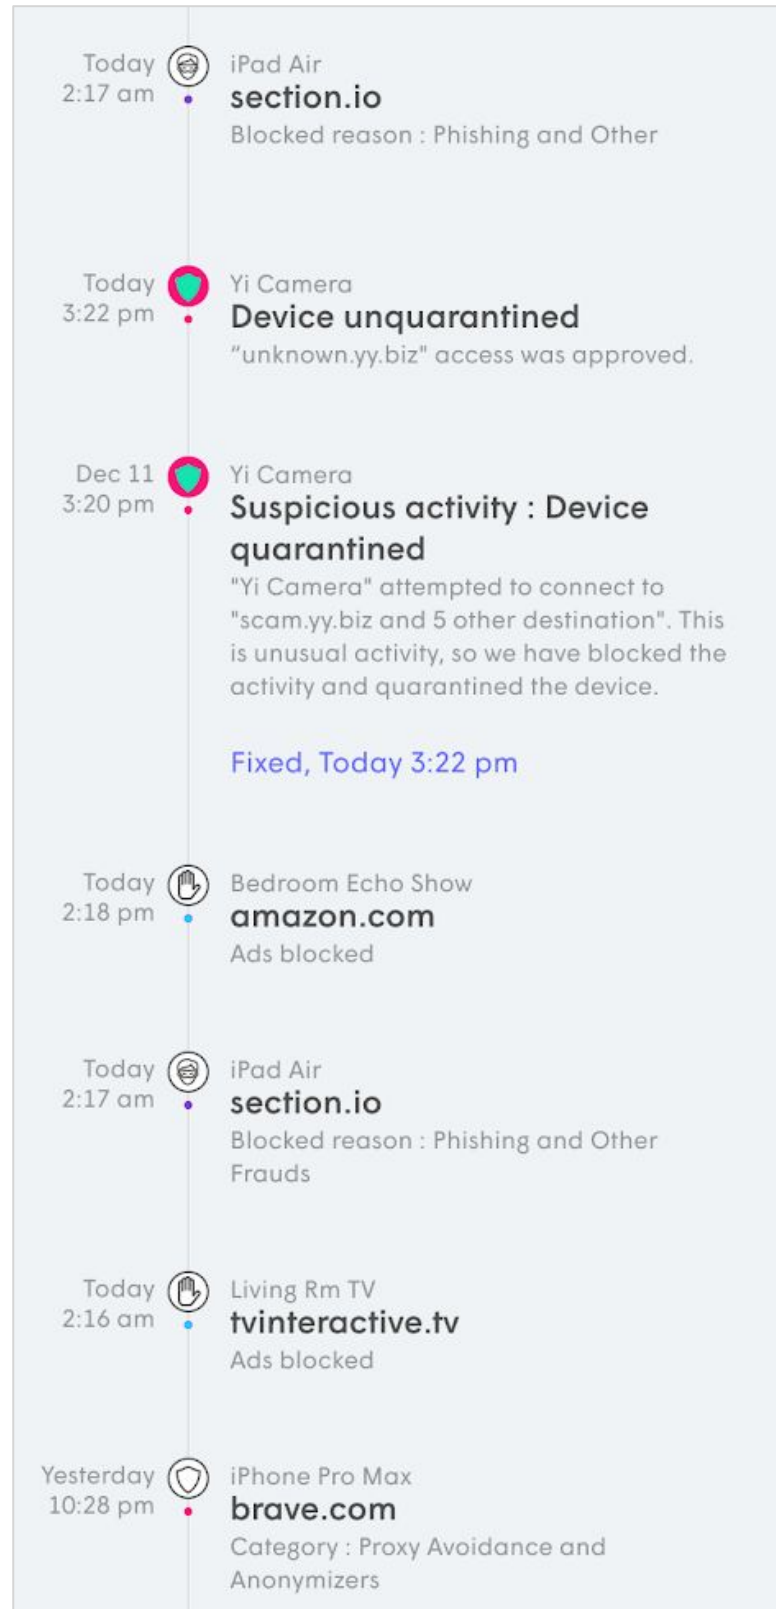 Today
2:17 am
iPad Air
section.io
Blocked reason : Phishing and Other
Today
3:22 pm
Yi Camera
Device unquarantined
“unknown.yy.biz" access was approved.
Dec 11
3:20 pm
Yi Camera
Suspicious activity : Device
quarantined
"Yi Camera" attempted to connect to
"scam.yy.biz and 5 other destination". This
is unusual activity, so we have blocked the
activity and quarantined the device.
Fixed, Today 3:22 pm
Today
2:18 pm
Bedroom Echo Show
amazon.com
Ads blocked
Today
2:17 am
iPad Air
section.io
Blocked reason : Phishing and Other
Frauds
Today
2:16 am
Living Rm TV
tvinteractive.tv
Ads blocked
Yesterday
10:28 pm
iPhone Pro Max
brave.com
Category : Proxy Avoidance and
Anonymizers